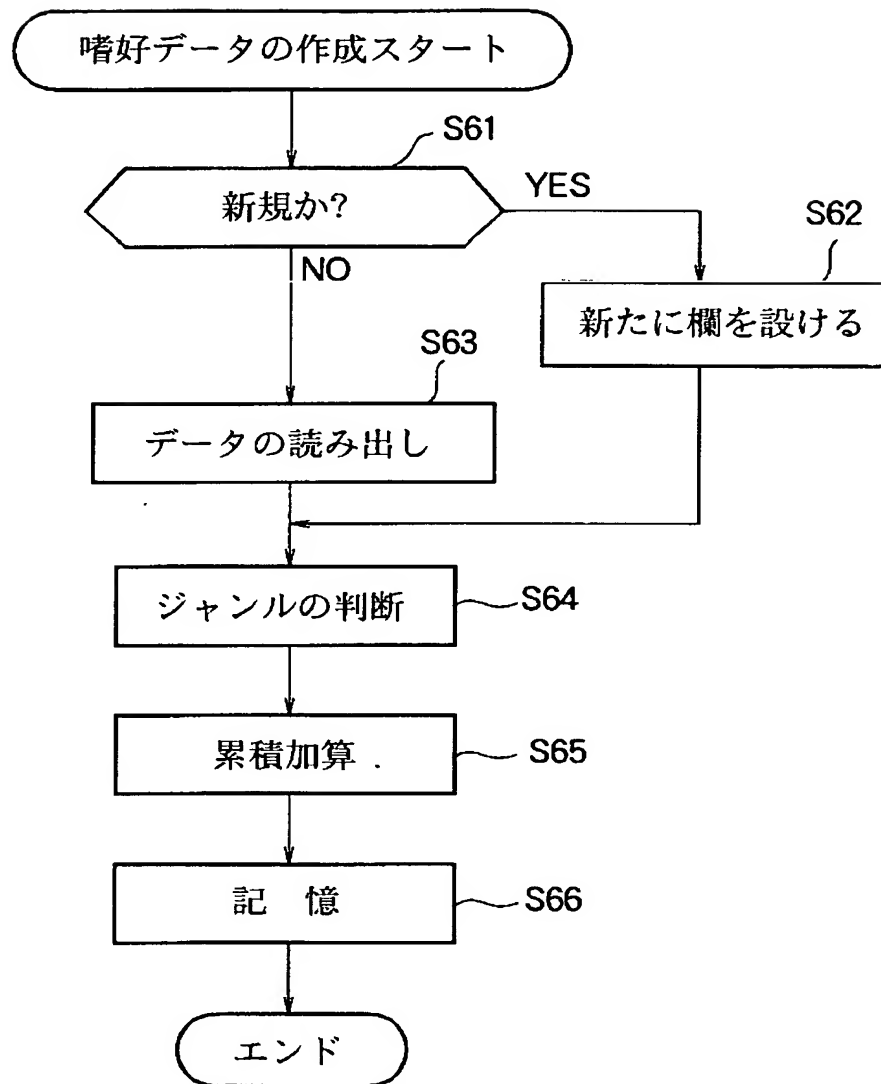 嗜好データの作成スタート
S61
新規か?
YES
S62
NO
新たに欄を設ける
S63
データの読み出し
ジャンルの判断
S64
累積加算
S65
記 憶
S66
エンド